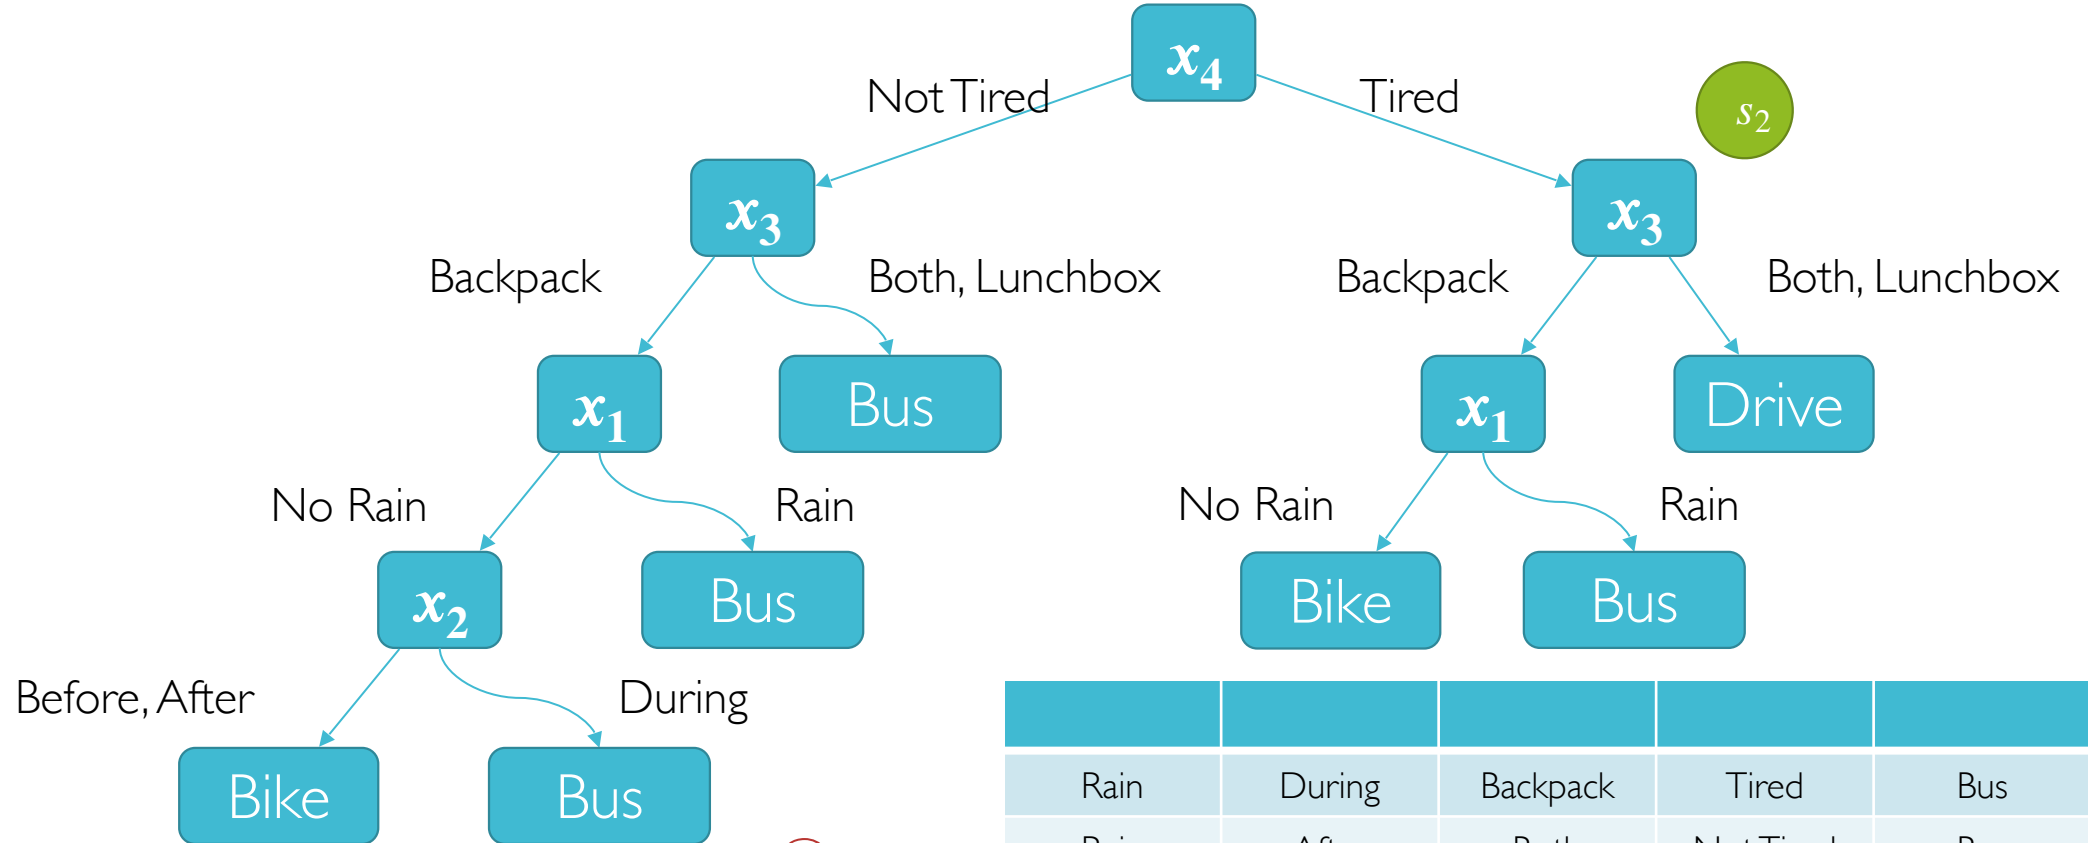 x4
Not Tired
Tired
s2
x3
x3
Backpack
Both, Lunchbox
Backpack
Both, Lunchbox
x1
Bus
x1
Drive
No Rain
Rain
No Rain
Rain
x2
Bus
Bike
Bus
Before, After
During
Bike
Bus
Rain During Backpack Tired Bus